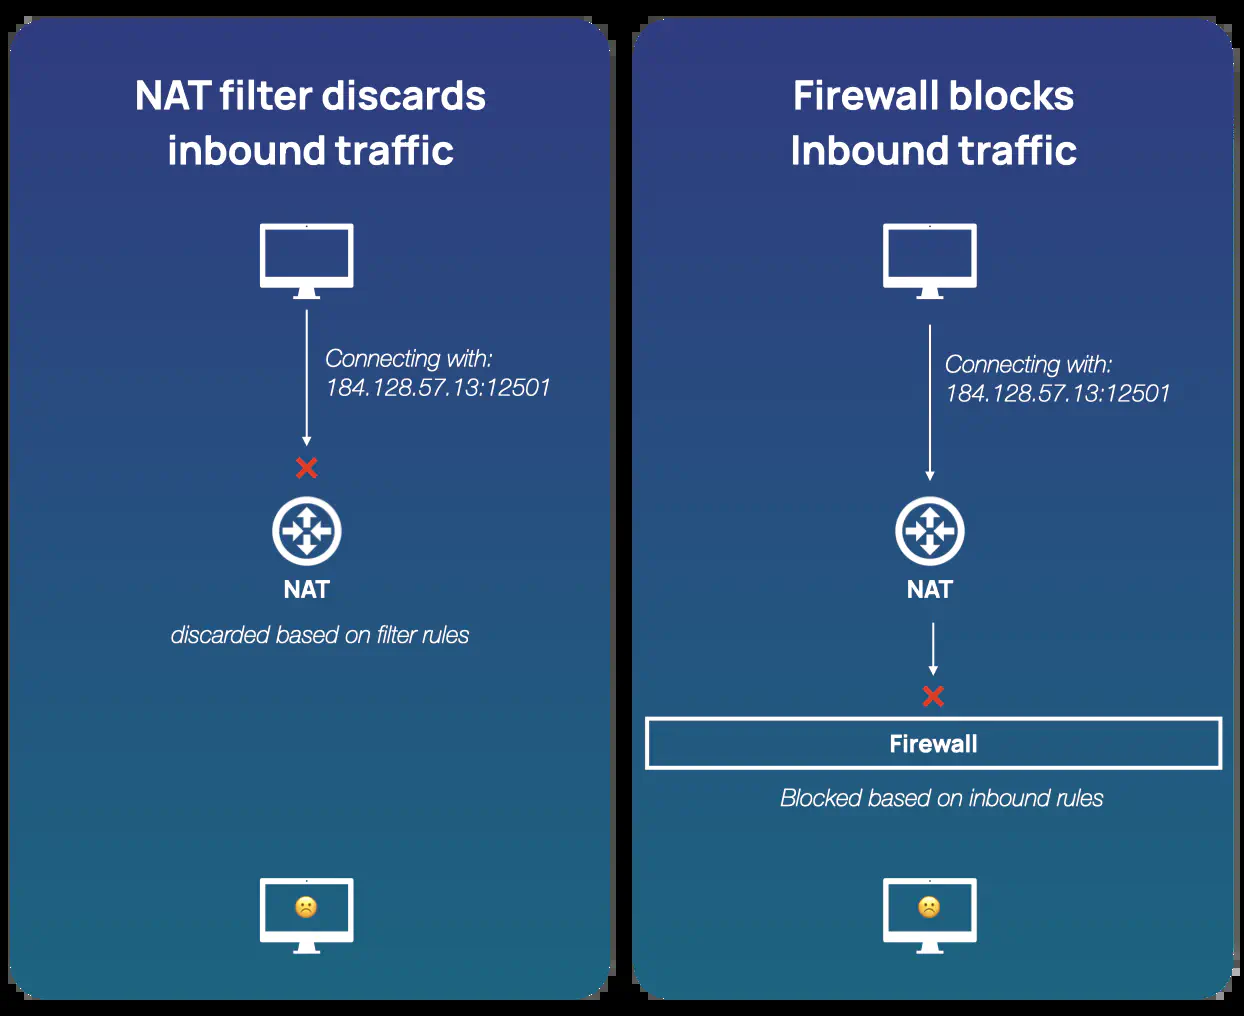 NAT filter discards
inbound traffic
Connecting with:
184.128.57.13:12501
NAT
discarded based on filter rules
Firewall blocks
Inbound traffic
Connecting with:
184.128.57.13:12501
NAT
Firewall
Blocked based on inbound rules